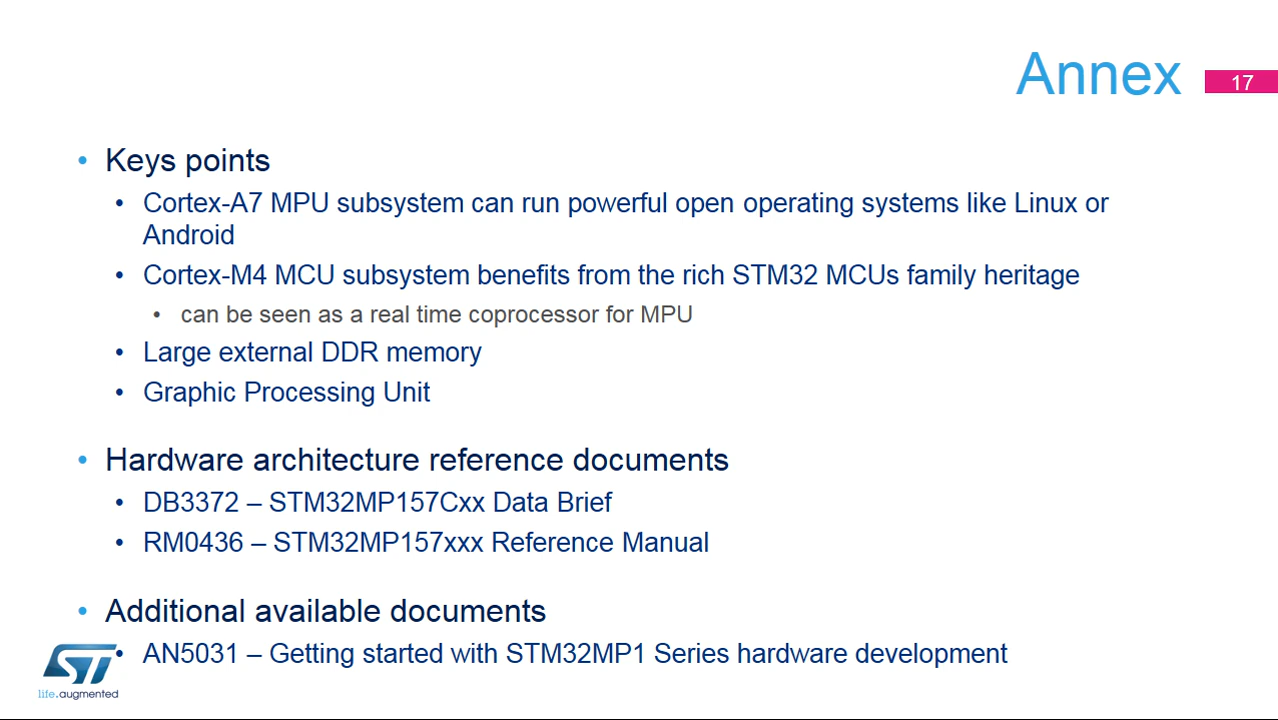 Annex
17
• Keys points
• Cortex-A7 MPU subsystem can run powerful open operating systems like Linux or
Android
• Cortex-M4 MCU subsystem benefits from the rich STM32 MCUs family heritage
• can be seen as a real time coprocessor for MPU
• Large external DDR memory
• Graphic Processing Unit
• Hardware architecture reference documents
• DB3372 – STM32MP157Cxx Data Brief
• RM0436 – STM32MP157xxx Reference Manual
• Additional available documents
• AN5031 – Getting started with STM32MP1 Series hardware development
ST
life.augmented